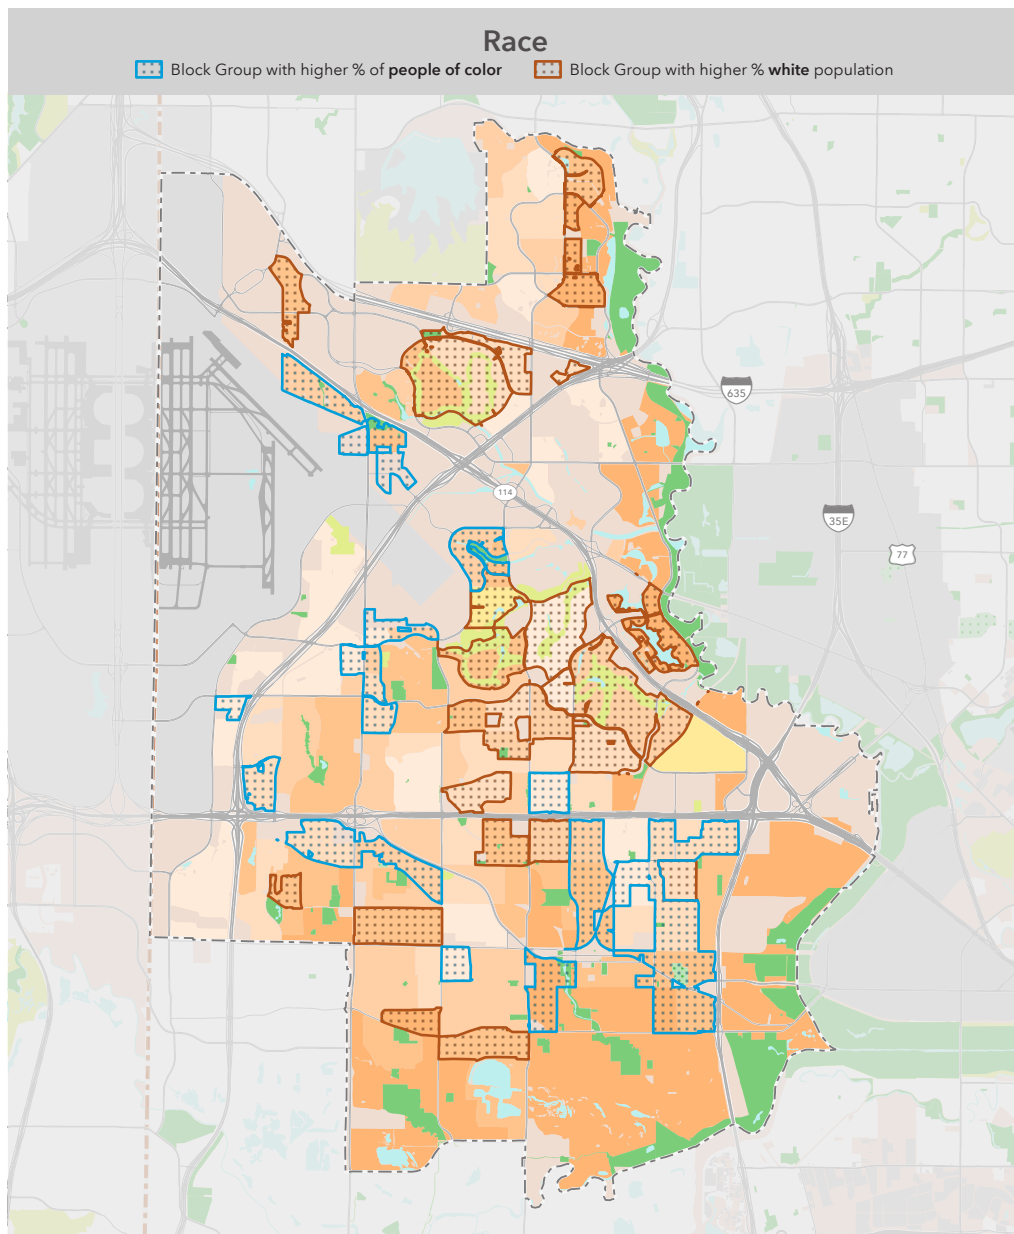 Race
Block Group with higher % of people of color
Block Group with higher % white population
635
114
35E
77